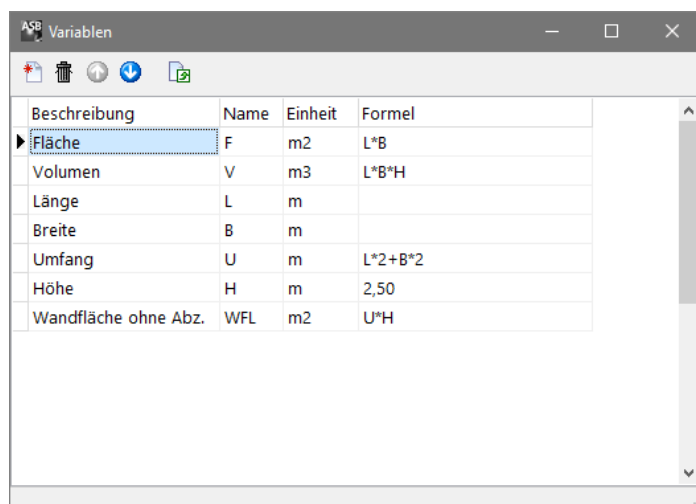 ASB Variablen
Beschreibung Name Einheit Formel
Fläche F m2 L*B
Volumen V m3 L*B*H
Länge L m
Breite B m
Umfang U m L*2+B*2
Höhe H m 2,50
Wandfläche ohne Abz. WFL m2 U*H